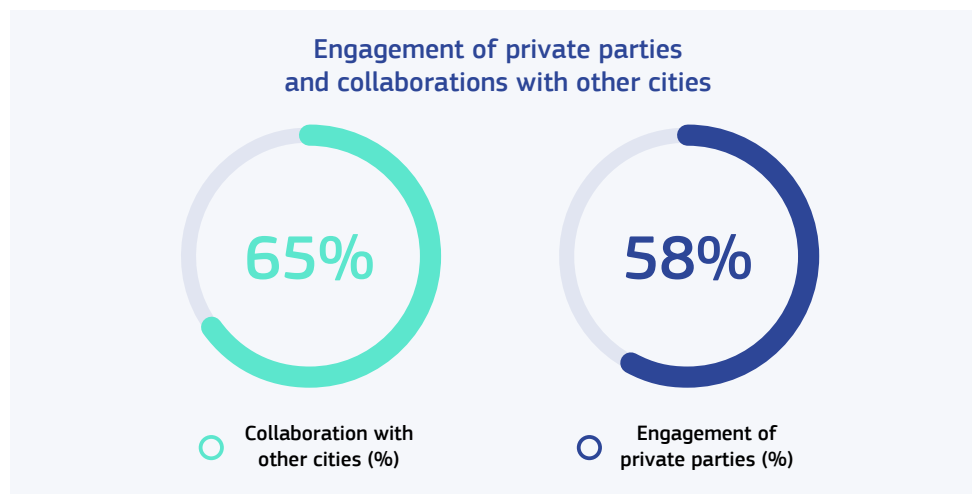 Engagement of private parties
and collaborations with other cities
65%
58%
Collaboration with
other cities (%)
Engagement of
private parties (%)